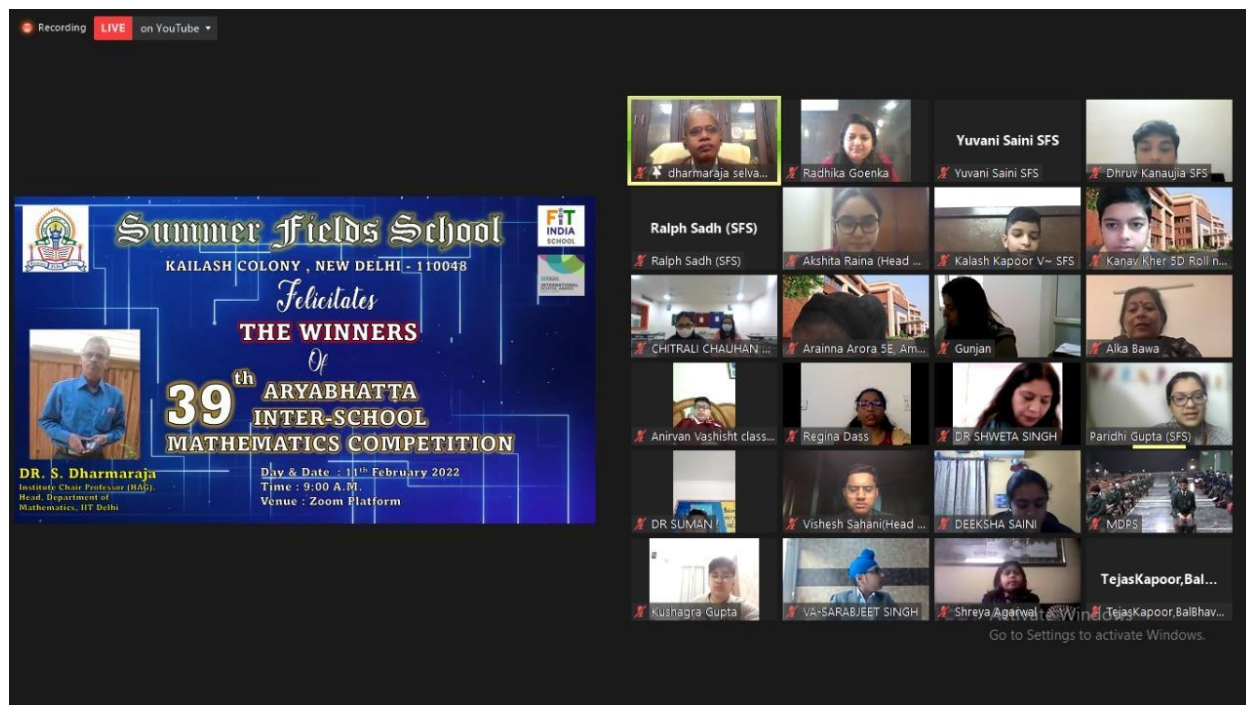 Recording LIVE on YouTube
Summer Fields School
FIT
INDIA
SCHOOL
KAILASH COLONY , NEW DELHI - 110048
INTERNATIONAL
SCHOOL AWARD
Felicitates
THE WINNERS
Of
39th ARYABHATTA
INTER-SCHOOL
MATHEMATICS COMPETITION
DR. S. Dharmaraja
Institute Chair Professor (HAG),
Head, Department of
Mathematics, IIT Delhi
Day & Date : 11th February 2022
Time : 9:00 A.M.
Venue : Zoom Platform
dharmaraja selva...
Radhika Goenka
Yuvani Saini SFS
Yuvani Saini SFS
Dhruv Kanaujia SFS
Ralph Sadh (SFS)
Ralph Sadh (SFS)
Akshita Raina (Head ...
Kalash Kapoor V~ SFS
Kanav Kher 5D Roll n...
CHITRALI CHAUHAN ...
Arainna Arora 5E, Am...
Gunjan
Alka Bawa
Anirvan Vashisht class...
Regina Dass
DR SHWETA SINGH
Paridhi Gupta (SFS)
DR SUMAN
Vishesh Sahani(Head ...
DEEKSHA SAINI
MDPS
Kushagra Gupta
VA-SARABJEET SINGH
Shreya Agarwal
TejasKapoor,Bal...
TejasKapoor,BalBhav...
Activate Windows
Go to Settings to activate Windows.